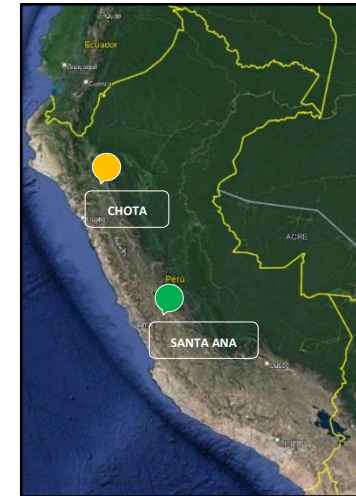 Quito
Ecuador
Guayaquil
Cuenca
CHOTA
Trujillo
ACRE
Perú
Lima
SANTA ANA
Cusco
Arequipa